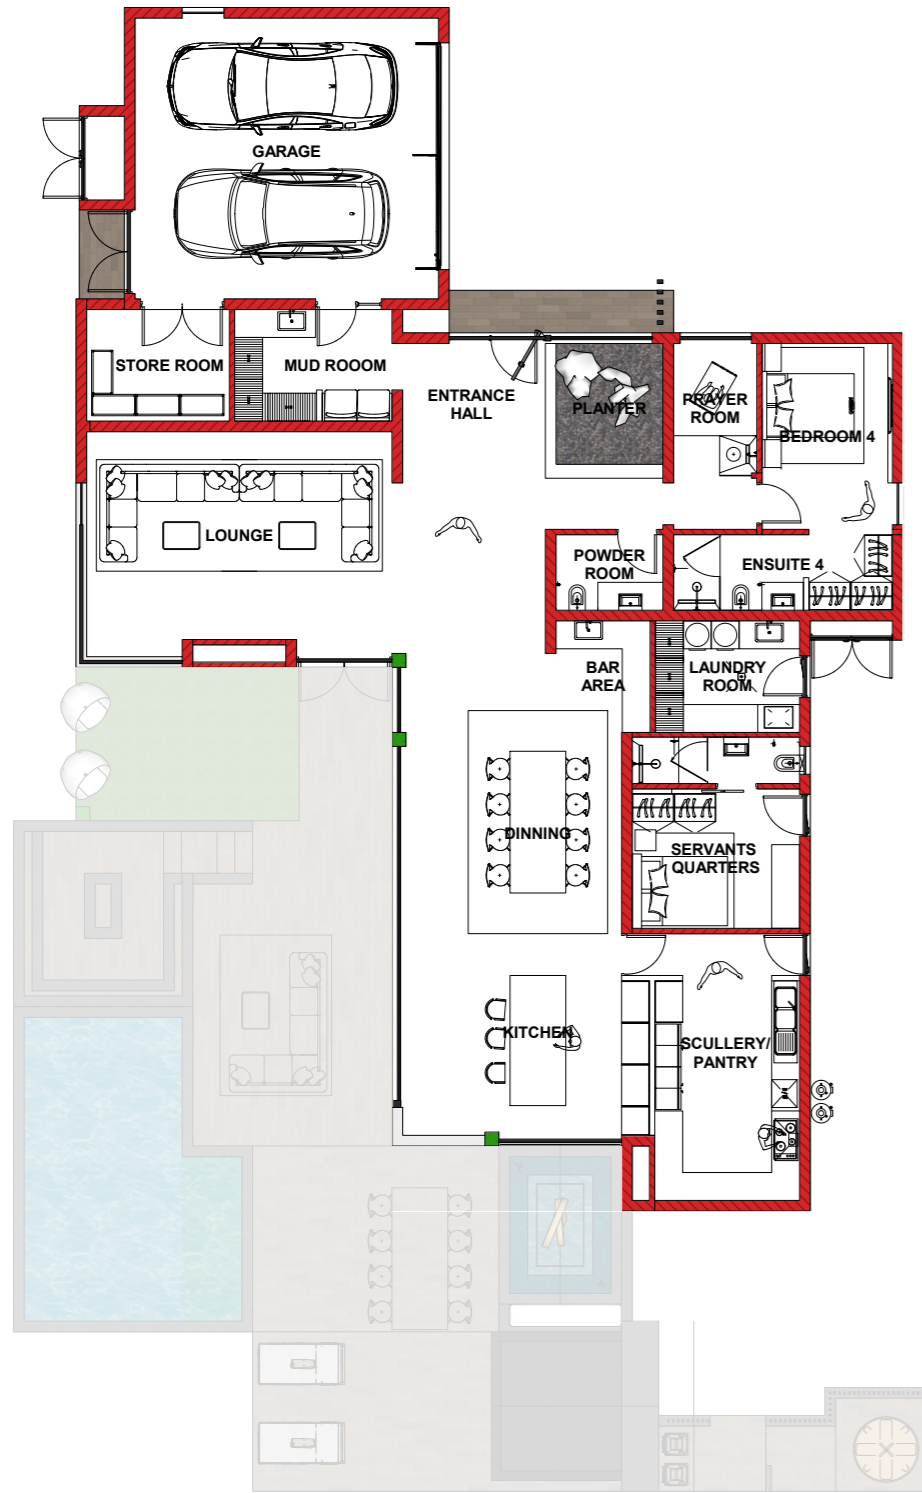 GARAGE
STORE ROOM
MUD ROOOM
ENTRANCE
HALL
PLANTER
PRAYER
ROOM
BEDROOM 4
LOUNGE
POWDER
ROOM
ENSUITE 4
BAR
AREA
LAUNDRY
ROOM
DINNING
SERVANTS
QUARTERS
KITCHEN
SCULLERY/
PANTRY